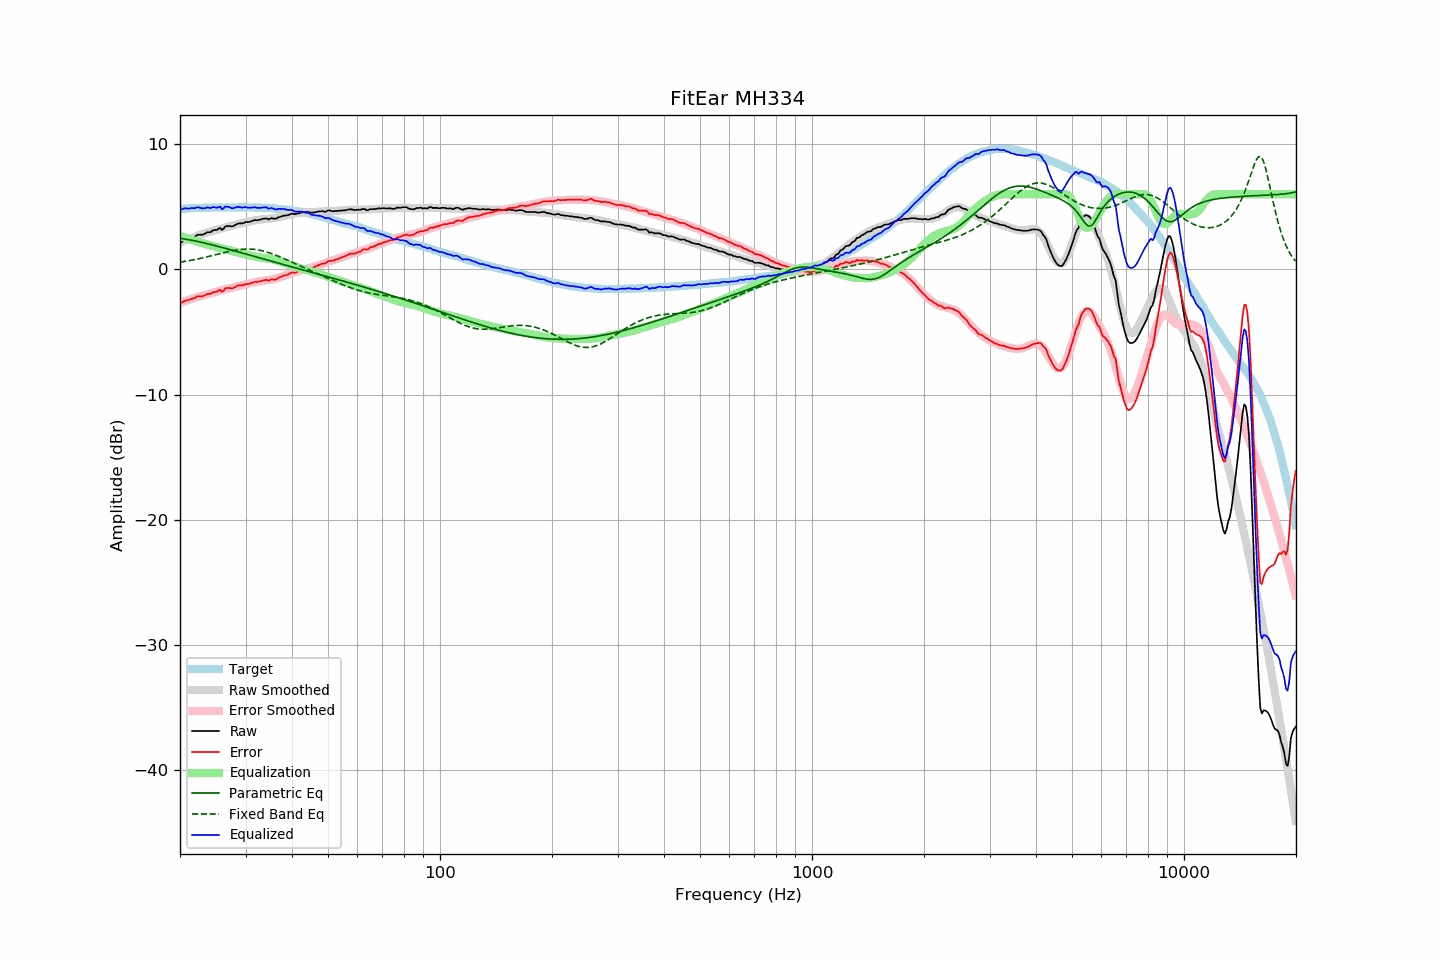 FitEar MH334
10
0
−10
−20
−30
−40
Amplitude (dBr)
Target
Raw Smoothed
Error Smoothed
Raw
Error
Equalization
Parametric Eq
Fixed Band Eq
Equalized
100
1000
10000
Frequency (Hz)